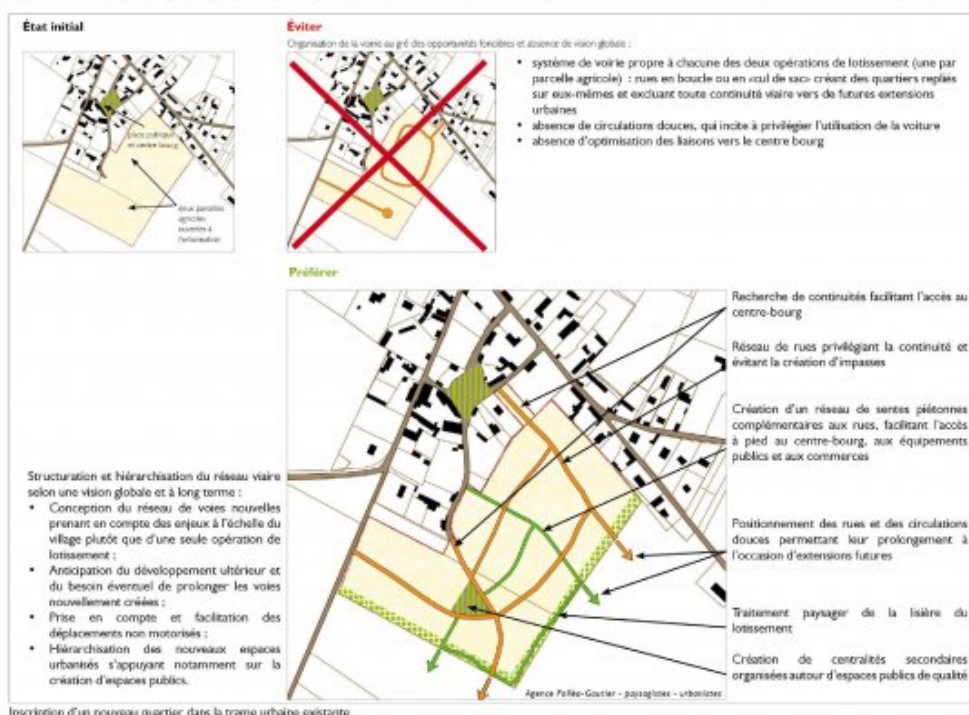 État initial
place publique
et centre bourg
deux parcelles
agricoles
ouvertes à
l'urbanisation
Éviter
Organisation de la voirie au gré des opportunités foncières et absence de vision globale :
• système de voirie propre à chacune des deux opérations de lotissement (une par
parcelle agricole) : rues en boucle ou en «cul de sac» créant des quartiers repliés
sur eux-mêmes et excluant toute continuité viaire vers de futures extensions
urbaines
• absence de circulations douces, qui incite à privilégier l'utilisation de la voiture
• absence d'optimisation des liaisons vers le centre bourg
Préférer
Recherche de continuités facilitant l'accès au
centre-bourg
Réseau de rues privilégiant la continuité et
évitant la création d'impasses
Création d'un réseau de sentes piétonnes
complémentaires aux rues, facilitant l'accès
à pied au centre-bourg, aux équipements
publics et aux commerces
Positionnement des rues et des circulations
douces permettant leur prolongement à
l'occasion d'extensions futures
Traitement paysager de la lisière du
lotissement
Création de centralités secondaires
organisées autour d'espaces publics de qualité
Structuration et hiérarchisation du réseau viaire
selon une vision globale et à long terme :
• Conception du réseau de voies nouvelles
prenant en compte des enjeux à l'échelle du
village plutôt que d'une seule opération de
lotissement ;
• Anticipation du développement ultérieur et
du besoin éventuel de prolonger les voies
nouvellement créées ;
• Prise en compte et facilitation des
déplacements non motorisés ;
• Hiérarchisation des nouveaux espaces
urbanisés s'appuyant notamment sur la
création d'espaces publics.
Agence Folléa-Gautier - paysagistes - urbanistes
Inscription d'un nouveau quartier dans la trame urbaine existante